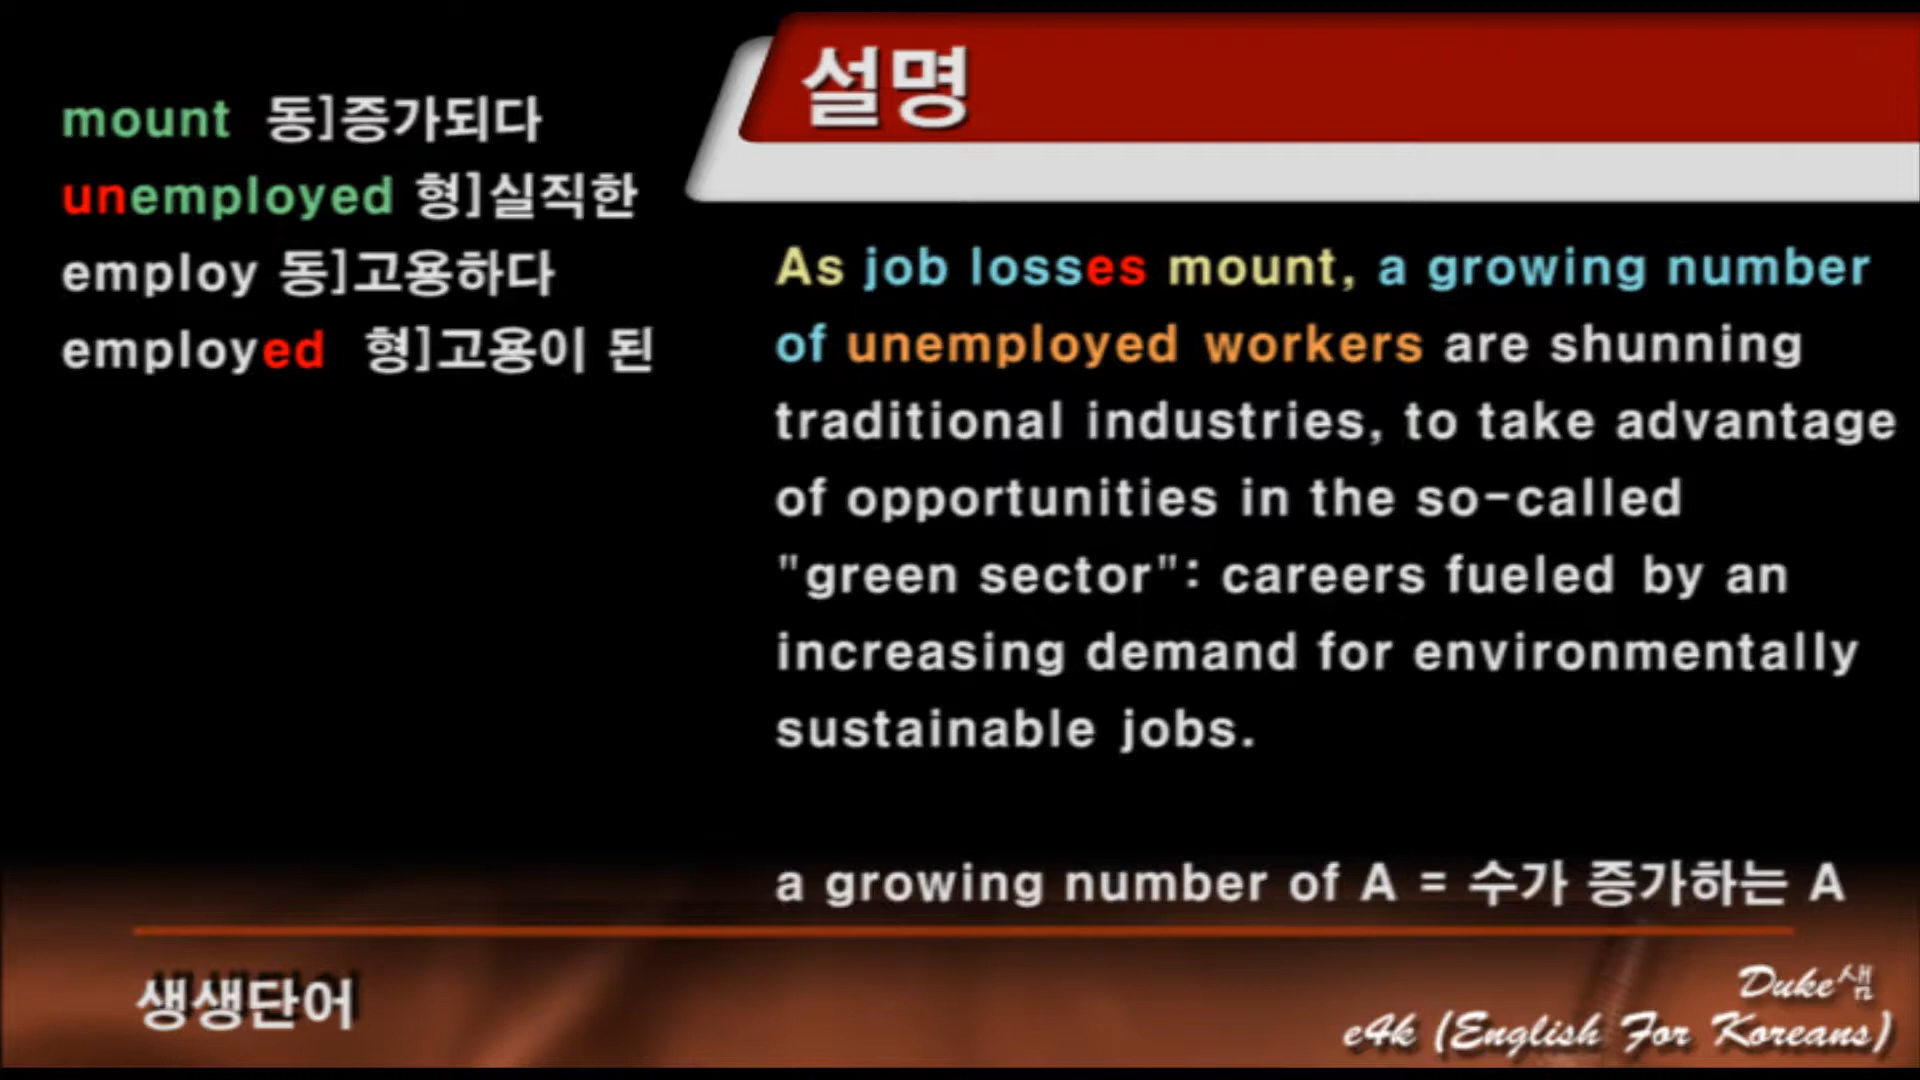 설명
mount 동]증가되다
unemployed 형]실직한
employ 동]고용하다
employed 형]고용이 된
As job losses mount, a growing number
of unemployed workers are shunning
traditional industries, to take advantage
of opportunities in the so-called
"green sector": careers fueled by an
increasing demand for environmentally
sustainable jobs.
a growing number of A = 수가 증가하는 A
생생단어
Duke샘
e4k (English For Koreans)